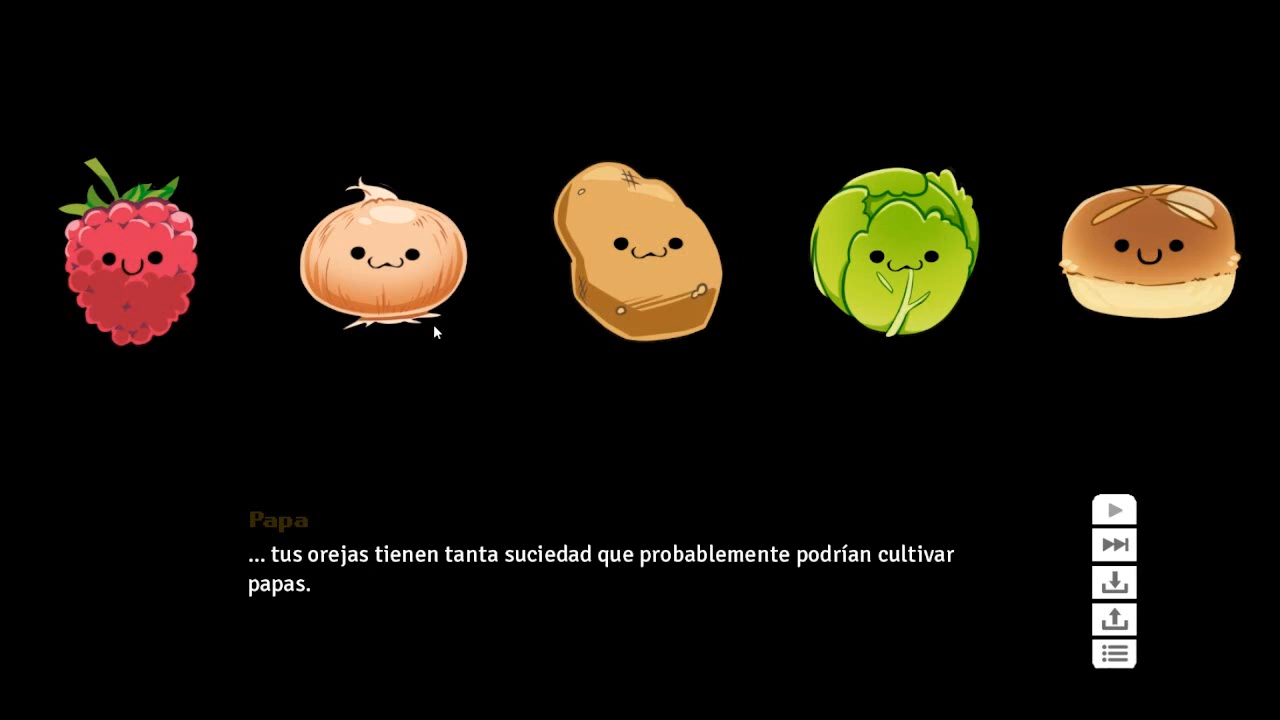 Papa
... tus orejas tienen tanta suciedad que probablemente podrían cultivar
papas.